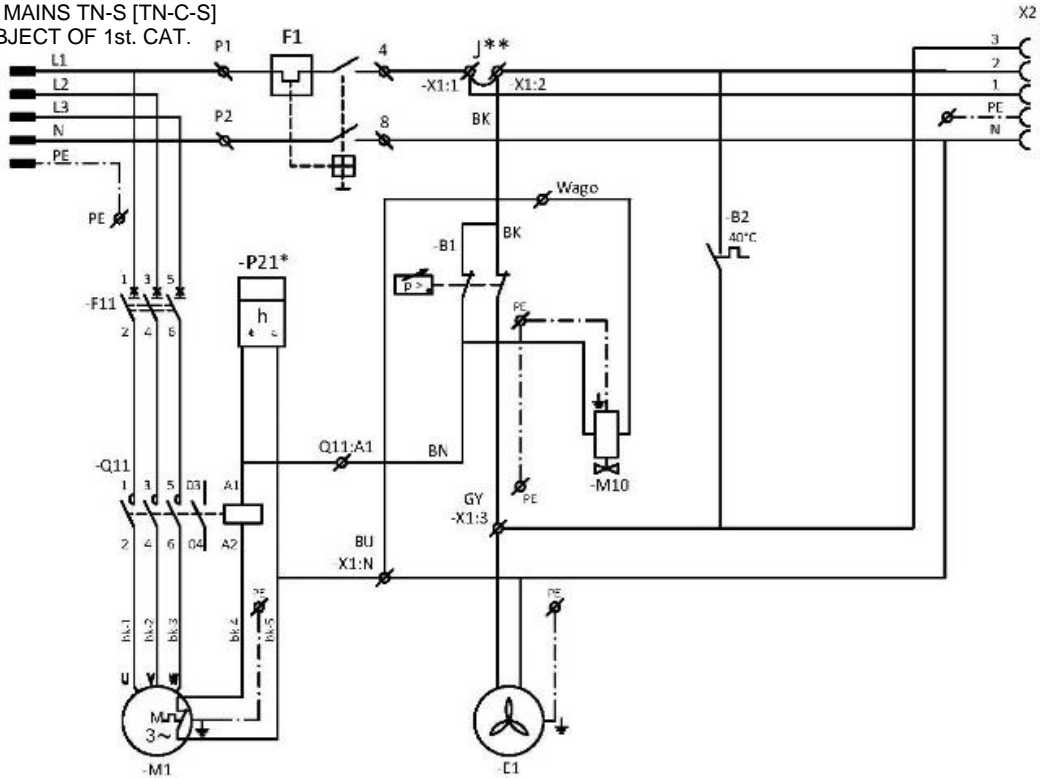 MAINS TN-S [TN-C-S]
BJECT OF 1st. CAT.
X2
P1
F1
4
J**
3
L1
2
-X1:1
-X1:2
1
L2
L3
P2
8
BK
PE
N
N
PE
Wago
PE
-B2
40°C
-B1
BK
-P21*
p >
PE
1 3 5
-F11
h
2 4 6
Q11:A1
BN
-Q11
-M10
1 3 5 03 A1
GY
PE
-X1:3
2 4 6 04 A2
BU
-X1:N
PE
PE
bk-1
bk-2
bk-3
bk-4
bk-5
U V W
M
3~
-M1
-E1